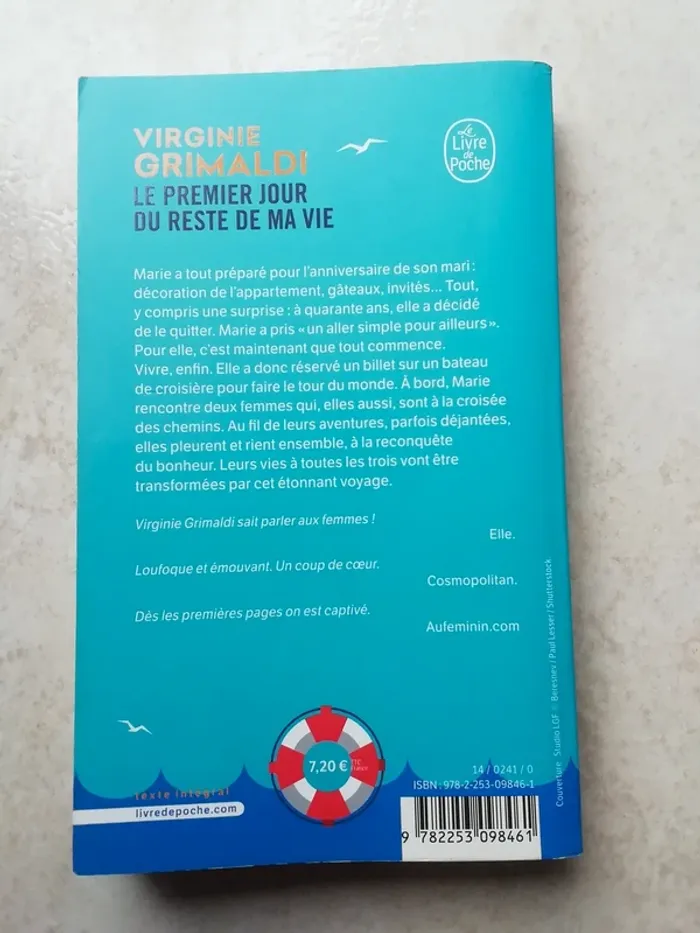 VIRGINIE
GRIMALDI
LE PREMIER JOUR
DU RESTE DE MA VIE
Le
Livre
de
Poche
Marie a tout préparé pour l'anniversaire de son mari :
décoration de l'appartement, gâteaux, invités... Tout,
y compris une surprise : à quarante ans, elle a décidé
de le quitter. Marie a pris « un aller simple pour ailleurs ».
Pour elle, c'est maintenant que tout commence.
Vivre, enfin. Elle a donc réservé un billet sur un bateau
de croisière pour faire le tour du monde. À bord, Marie
rencontre deux femmes qui, elles aussi, sont à la croisée
des chemins. Au fil de leurs aventures, parfois déjantées,
elles pleurent et rient ensemble, à la reconquête
du bonheur. Leurs vies à toutes les trois vont être
transformées par cet étonnant voyage.
Virginie Grimaldi sait parler aux femmes !
Elle.
Loufoque et émouvant. Un coup de cœur.
Cosmopolitan.
Dès les premières pages on est captivé.
Aufeminin.com
Couverture Studio LGF © Beresnev / Paul Lesser / Shutterstock.
7,20 €
TTC
France
texte intégral
livredepoche.com
14 / 0241 / 0
ISBN : 978-2-253-09846-1
9 782253 098461